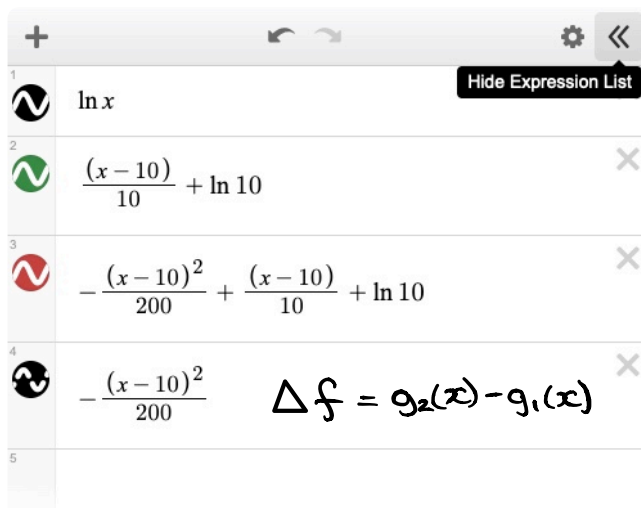 Hide Expression List
1
ln x
2
(x − 10)/10 + ln 10
3
−(x − 10)²/200 + (x − 10)/10 + ln 10
4
−(x − 10)²/200 Δf = g₂(x) − g₁(x)
5